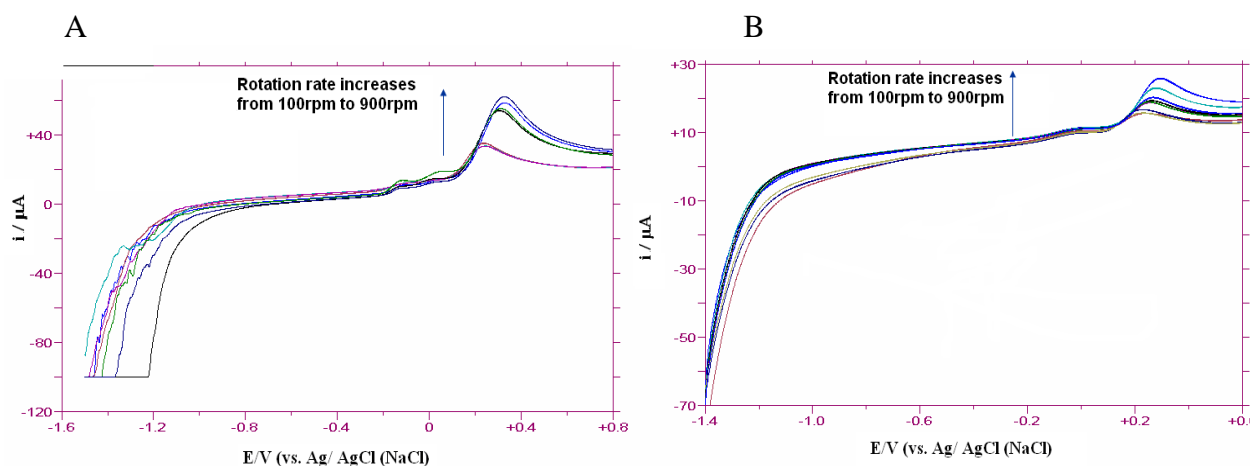 A
Rotation rate increases
from 100rpm to 900rpm
+40
0
-40
-80
-120
i / µA
-1.6
-1.2
-0.8
-0.4
0
+0.4
+0.8
E/V (vs. Ag/ AgCl (NaCl)
B
+30
Rotation rate increases
from 100rpm to 900rpm
+10
-10
-30
-50
-70
i / µA
-1.4
-1.0
-0.6
-0.2
+0.2
+0.6
E/V (vs. Ag/ AgCl (NaCl)